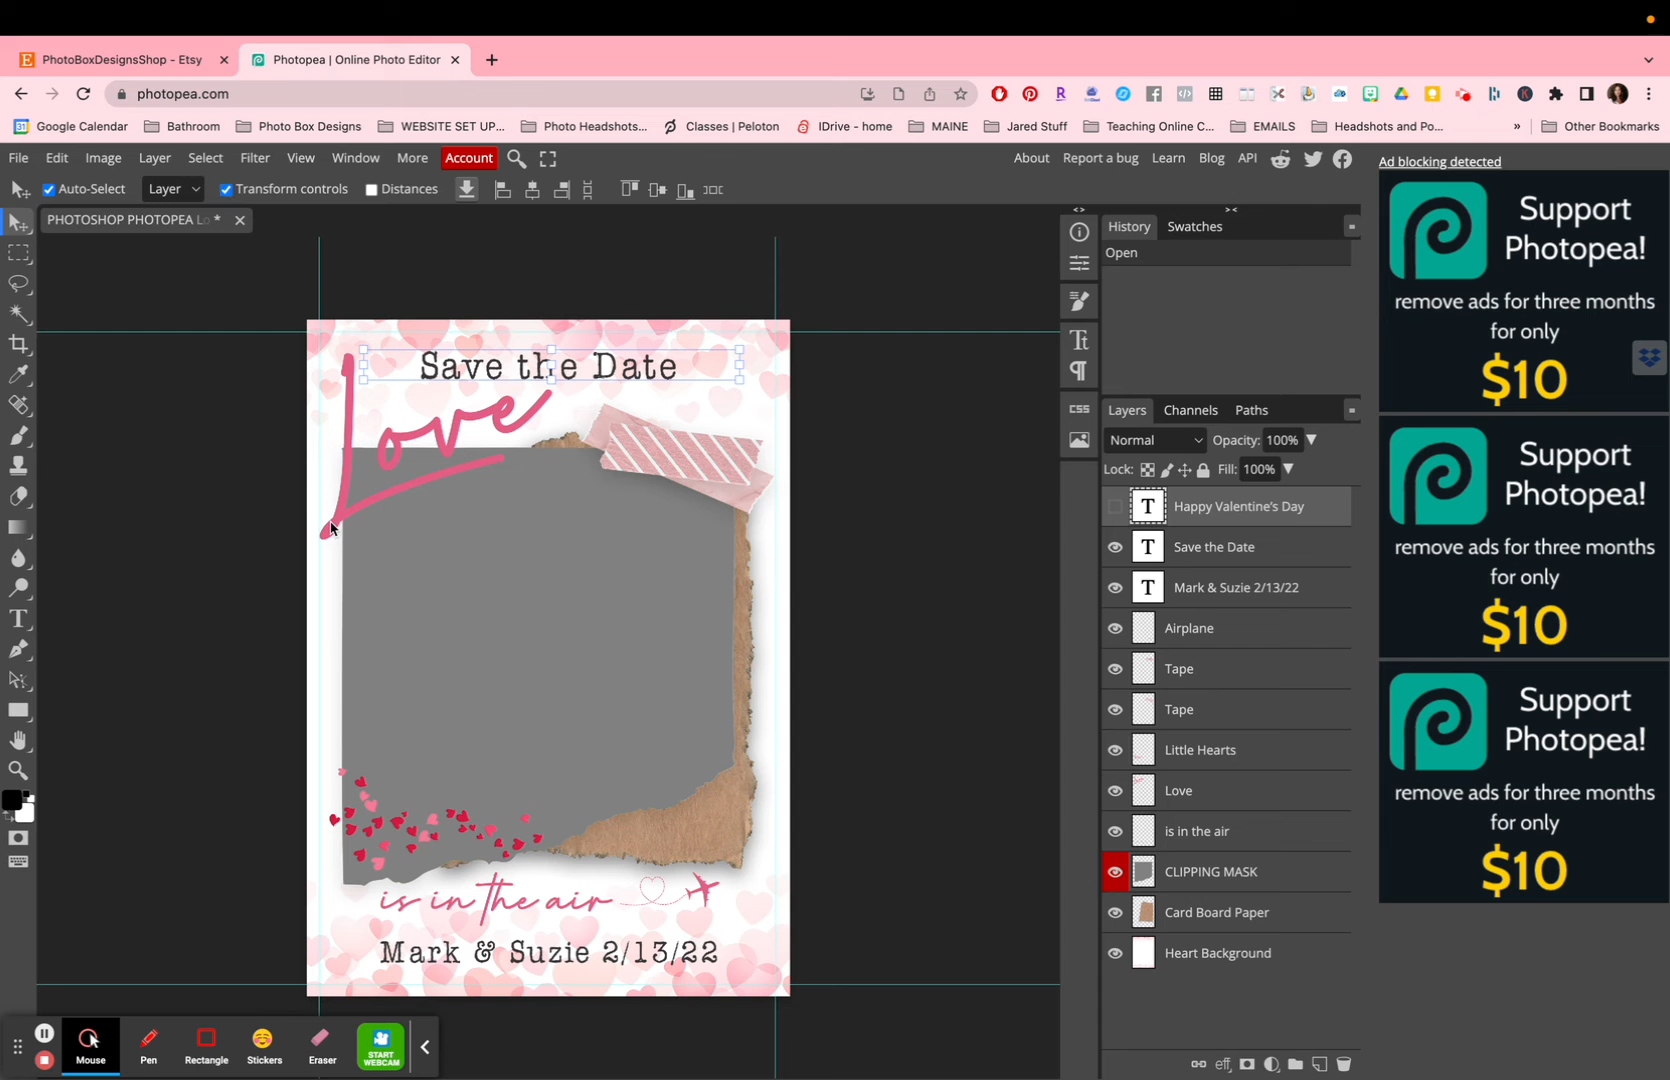 PhotoBoxDesignsShop - Etsy
Photopea | Online Photo Editor
photopea.com
Google Calendar
Bathroom
Photo Box Designs
WEBSITE SET UP...
Photo Headshots...
Classes | Peloton
IDrive - home
MAINE
Jared Stuff
Teaching Online C...
EMAILS
Headshots and Po...
Other Bookmarks
File Edit Image Layer Select Filter View Window More Account
About Report a bug Learn Blog API
Ad blocking detected
Auto-Select Layer Transform controls Distances
PHOTOSHOP PHOTOPEA Lo *
History Swatches
Open
Layers Channels Paths
Normal Opacity: 100%
Lock: Fill: 100%
Happy Valentine's Day
Save the Date
Mark & Suzie 2/13/22
Airplane
Tape
Tape
Little Hearts
Love
is in the air
CLIPPING MASK
Card Board Paper
Heart Background
CSS
eff
Save the Date
Love
is in the air
Mark & Suzie 2/13/22
Support
Photopea!
remove ads for three months
for only
$10
Support
Photopea!
remove ads for three months
for only
$10
Support
Photopea!
remove ads for three months
for only
$10
Mouse
Pen
Rectangle
Stickers
Eraser
START
WEBCAM